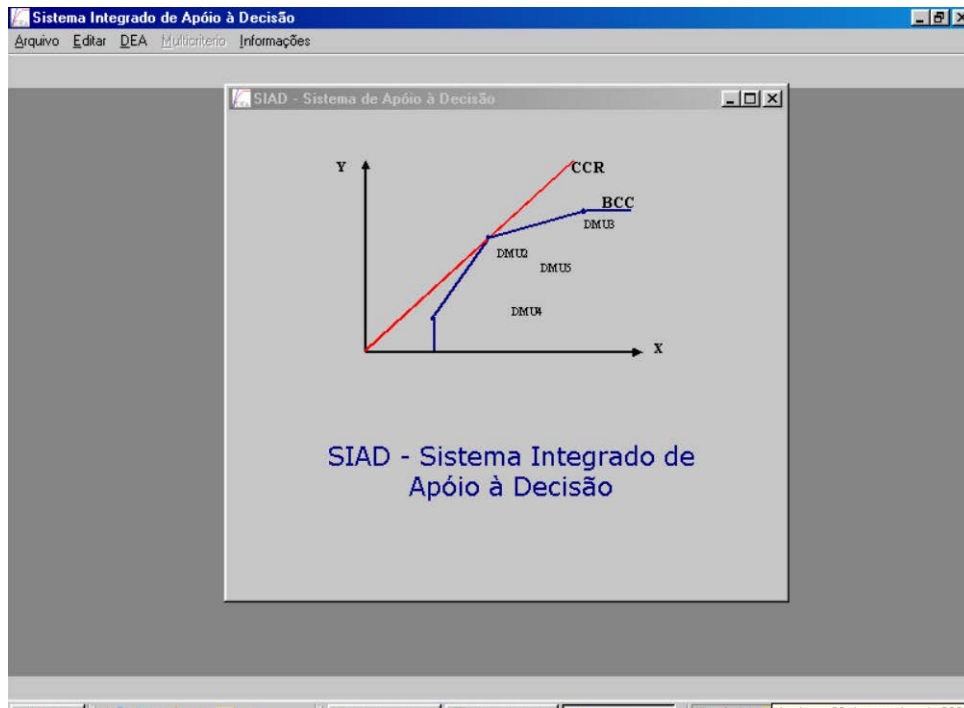 Sistema Integrado de Apóio à Decisão
Arquivo Editar DEA Multicriterio Informações
SIAD - Sistema de Apóio à Decisão
Y
CCR
BCC
DMU3
DMU2
DMU5
DMU4
X
SIAD - Sistema Integrado de
Apóio à Decisão